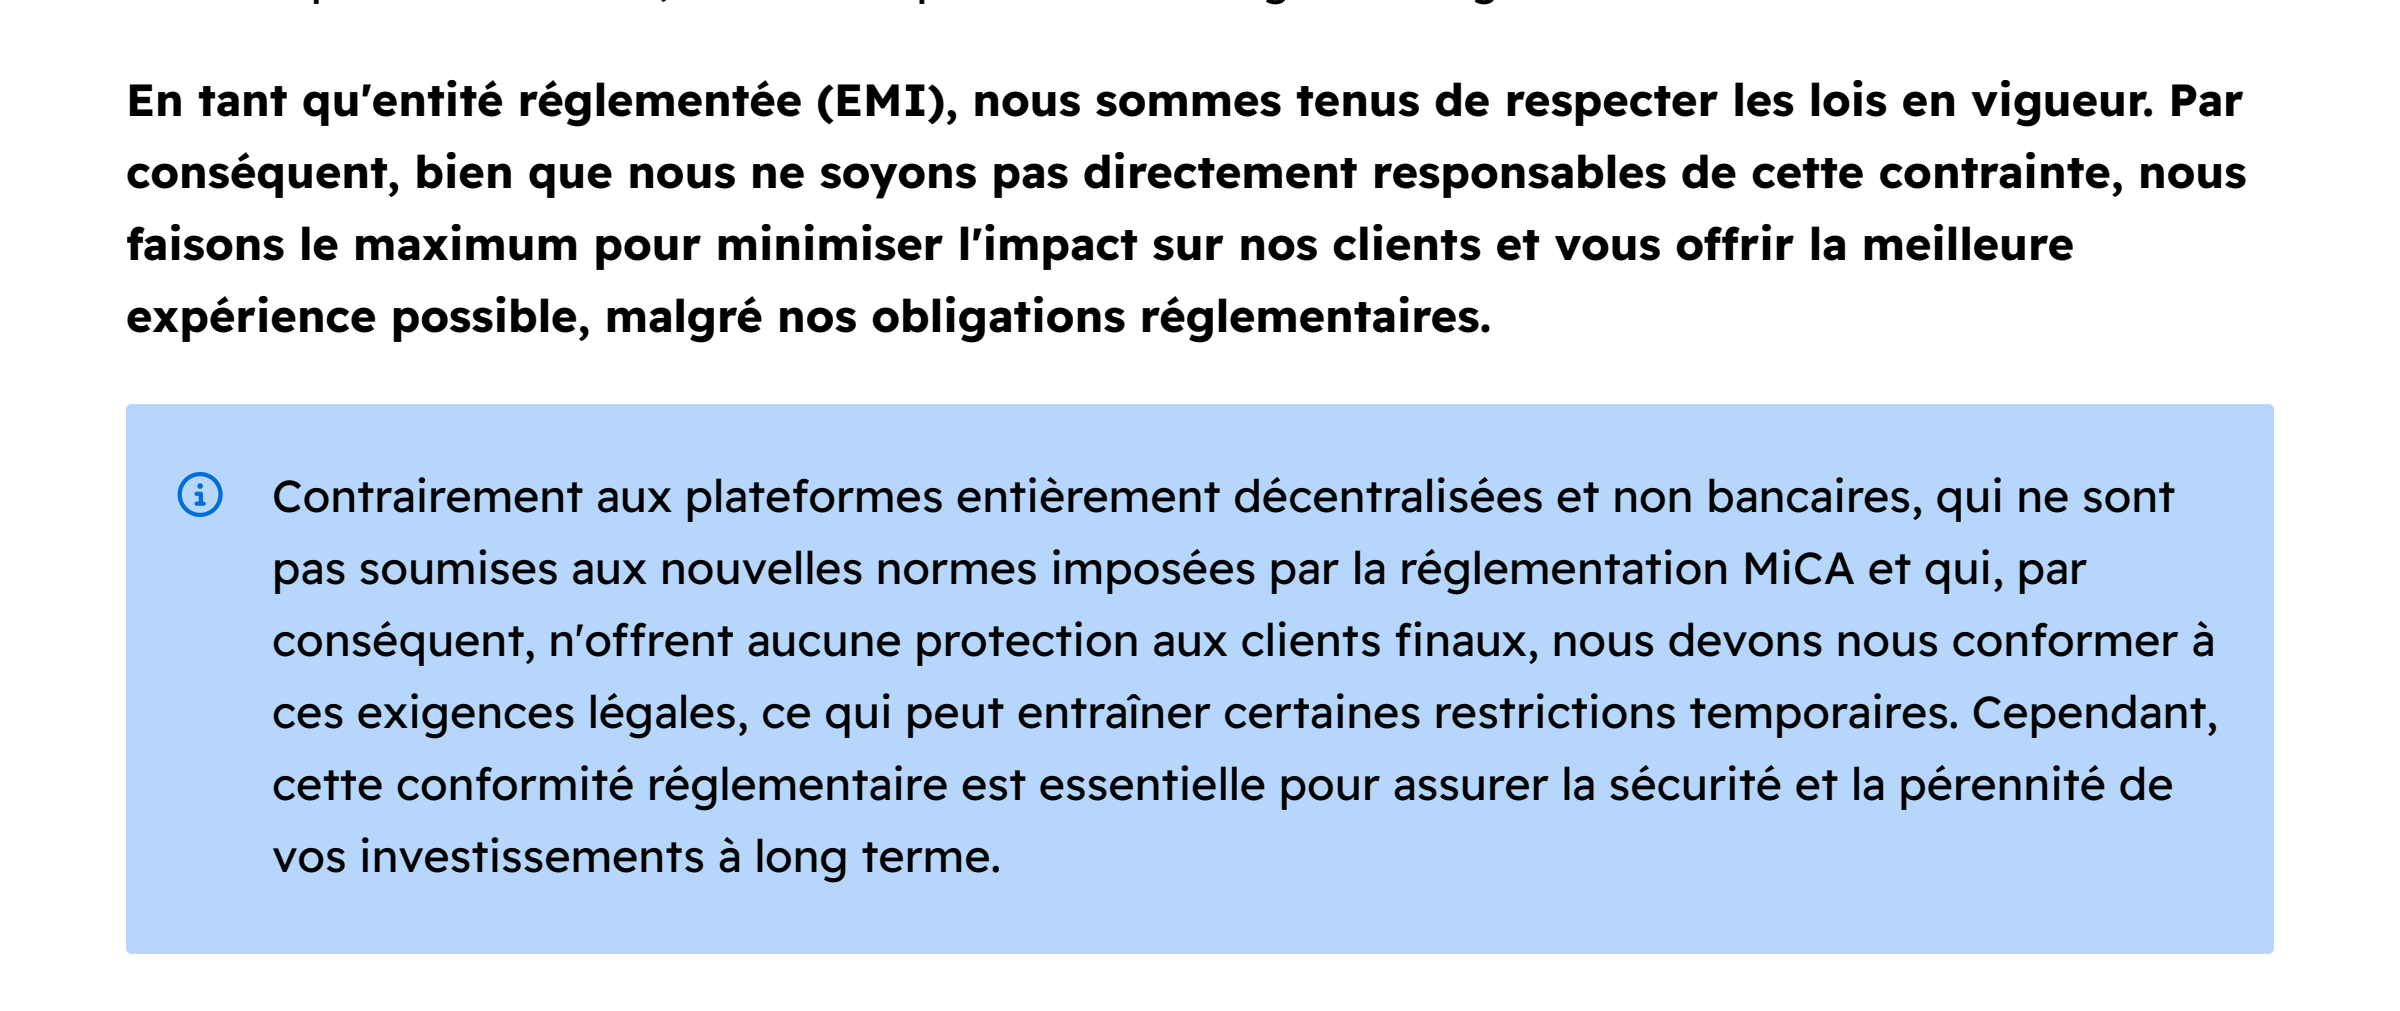 En tant qu'entité réglementée (EMI), nous sommes tenus de respecter les lois en vigueur. Par
conséquent, bien que nous ne soyons pas directement responsables de cette contrainte, nous
faisons le maximum pour minimiser l'impact sur nos clients et vous offrir la meilleure
expérience possible, malgré nos obligations réglementaires.
Contrairement aux plateformes entièrement décentralisées et non bancaires, qui ne sont
pas soumises aux nouvelles normes imposées par la réglementation MiCA et qui, par
conséquent, n'offrent aucune protection aux clients finaux, nous devons nous conformer à
ces exigences légales, ce qui peut entraîner certaines restrictions temporaires. Cependant,
cette conformité réglementaire est essentielle pour assurer la sécurité et la pérennité de
vos investissements à long terme.